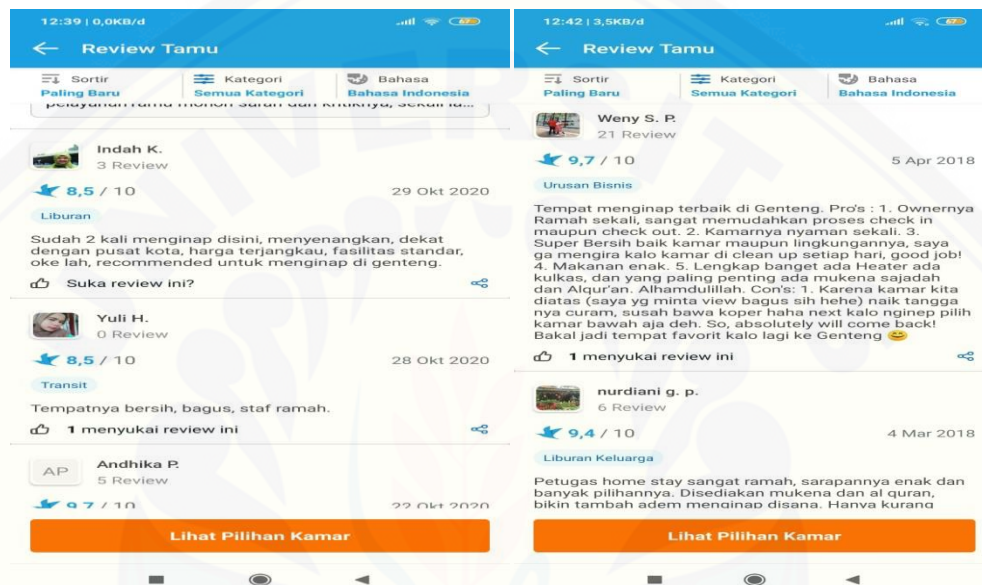 12:39 | 0,0KB/d
67
Review Tamu
Sortir
Paling Baru
Kategori
Semua Kategori
Bahasa
Bahasa Indonesia
Indah K.
3 Review
8,5 / 10
29 Okt 2020
Liburan
Sudah 2 kali menginap disini, menyenangkan, dekat
dengan pusat kota, harga terjangkau, fasilitas standar,
oke lah, recommended untuk menginap di genteng.
Suka review ini?
Yuli H.
0 Review
8,5 / 10
28 Okt 2020
Transit
Tempatnya bersih, bagus, staf ramah.
1 menyukai review ini
AP
Andhika P.
5 Review
9,7 / 10
22 Okt 2020
Lihat Pilihan Kamar
12:42 | 3,5KB/d
67
Review Tamu
Sortir
Paling Baru
Kategori
Semua Kategori
Bahasa
Bahasa Indonesia
Weny S. P.
21 Review
9,7 / 10
5 Apr 2018
Urusan Bisnis
Tempat menginap terbaik di Genteng. Pro's : 1. Ownernya
Ramah sekali, sangat memudahkan proses check in
maupun check out. 2. Kamarnya nyaman sekali. 3.
Super Bersih baik kamar maupun lingkungannya, saya
ga mengira kalo kamar di clean up setiap hari, good job!
4. Makanan enak. 5. Lengkap banget ada Heater ada
kulkas, dan yang paling penting ada mukena sajadah
dan Alqur'an. Alhamdulillah. Con's: 1. Karena kamar kita
diatas (saya yg minta view bagus sih hehe) naik tangga
nya curam, susah bawa koper haha next kalo nginep pilih
kamar bawah aja deh. So, absolutely will come back!
Bakal jadi tempat favorit kalo lagi ke Genteng 😄
1 menyukai review ini
nurdiani g. p.
6 Review
9,4 / 10
4 Mar 2018
Liburan Keluarga
Petugas home stay sangat ramah, sarapannya enak dan
banyak pilihannya. Disediakan mukena dan al quran,
bikin tambah adem menginap disana. Hanya kurang
Lihat Pilihan Kamar